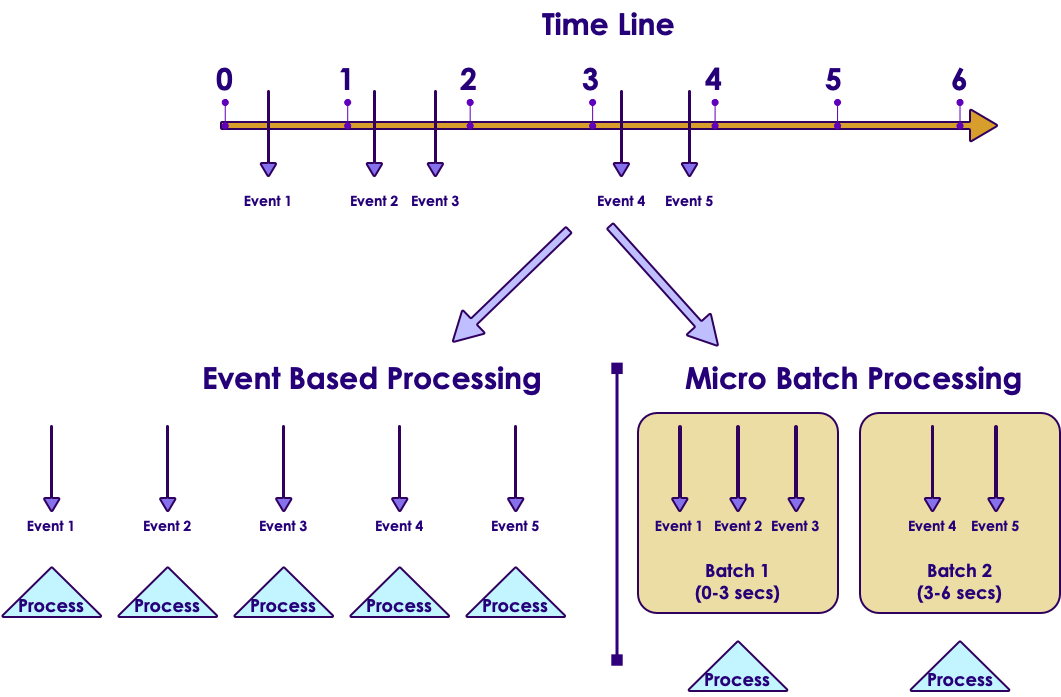 Time Line
0 1 2 3 4 5 6
Event 1 Event 2 Event 3 Event 4 Event 5
Event Based Processing
Event 1 Event 2 Event 3 Event 4 Event 5
Process Process Process Process Process
Micro Batch Processing
Event 1 Event 2 Event 3
Batch 1
(0-3 secs)
Process
Event 4 Event 5
Batch 2
(3-6 secs)
Process